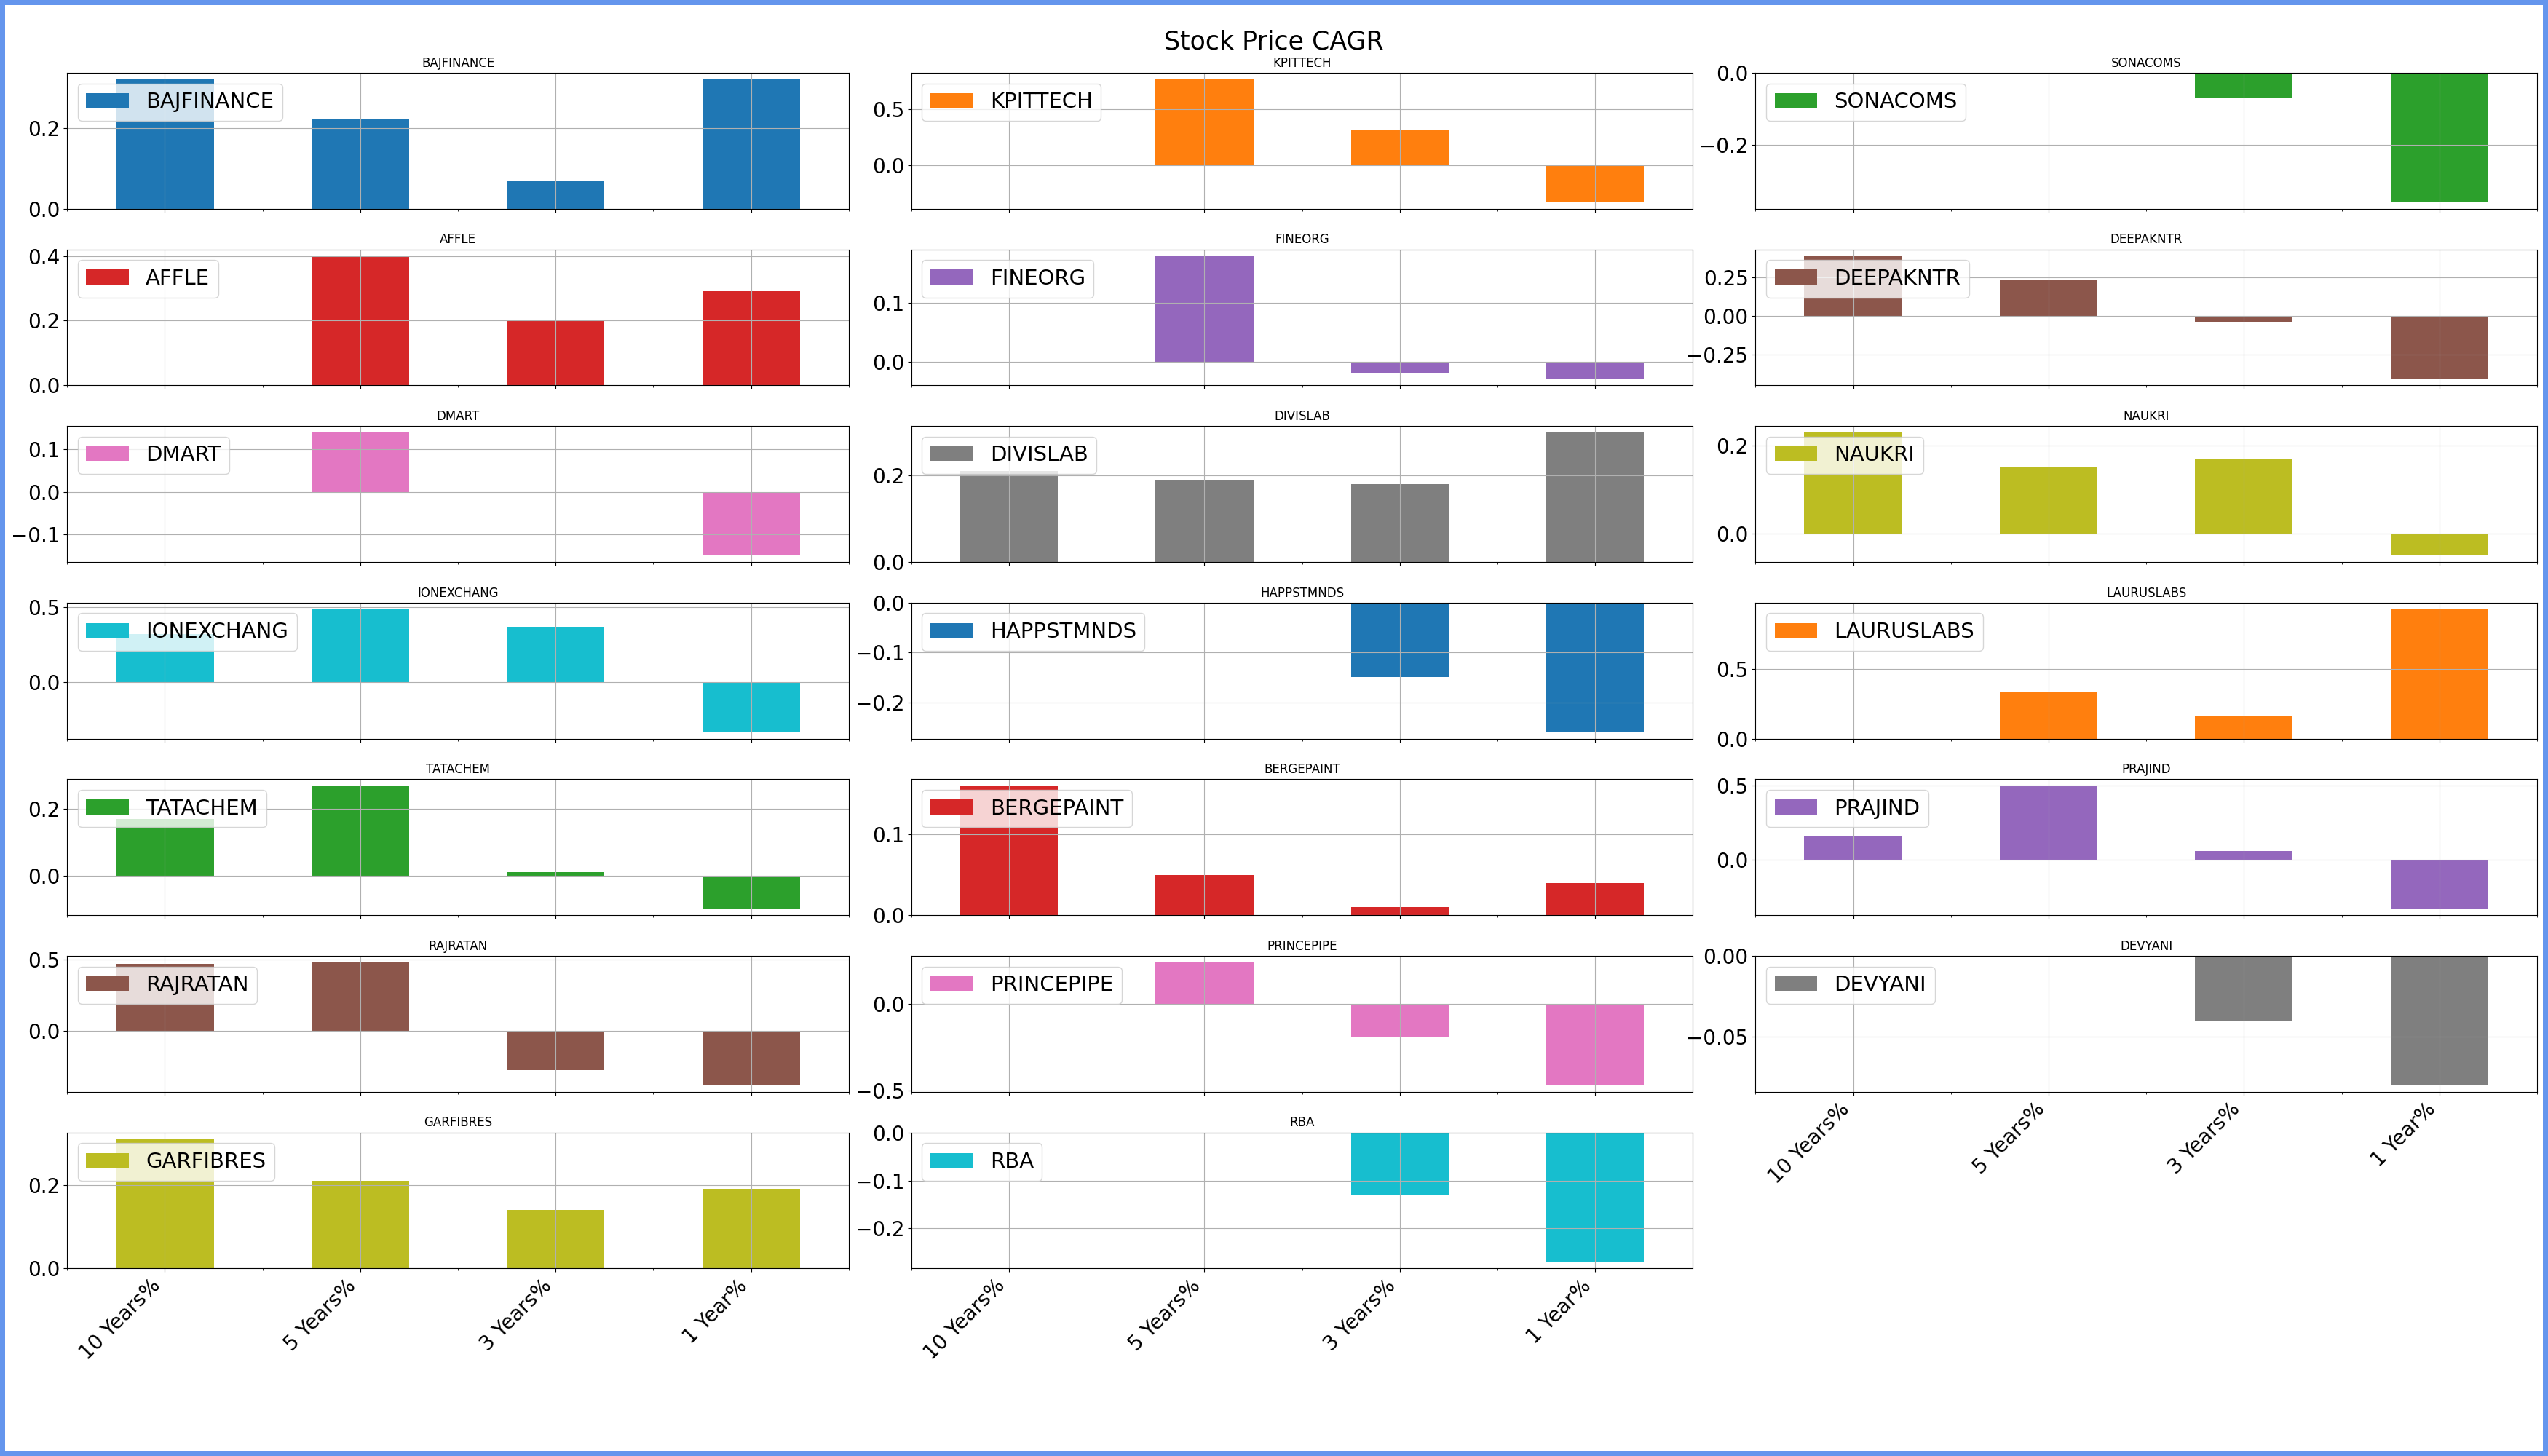 Stock Price CAGR
BAJFINANCE
BAJFINANCE
0.2
0.0
KPITTECH
KPITTECH
0.5
0.0
SONACOMS
SONACOMS
0.0
−0.2
AFFLE
AFFLE
0.4
0.2
0.0
FINEORG
FINEORG
0.1
0.0
DEEPAKNTR
DEEPAKNTR
0.25
0.00
−0.25
DMART
DMART
0.1
0.0
−0.1
DIVISLAB
DIVISLAB
0.2
0.0
NAUKRI
NAUKRI
0.2
0.0
IONEXCHANG
IONEXCHANG
0.5
0.0
HAPPSTMNDS
HAPPSTMNDS
0.0
−0.1
−0.2
LAURUSLABS
LAURUSLABS
0.5
0.0
TATACHEM
TATACHEM
0.2
0.0
BERGEPAINT
BERGEPAINT
0.1
0.0
PRAJIND
PRAJIND
0.5
0.0
RAJRATAN
RAJRATAN
0.5
0.0
PRINCEPIPE
PRINCEPIPE
0.0
−0.5
DEVYANI
DEVYANI
0.00
−0.05
10 Years%
5 Years%
3 Years%
1 Year%
GARFIBRES
GARFIBRES
0.2
0.0
10 Years%
5 Years%
3 Years%
1 Year%
RBA
RBA
0.0
−0.1
−0.2
10 Years%
5 Years%
3 Years%
1 Year%